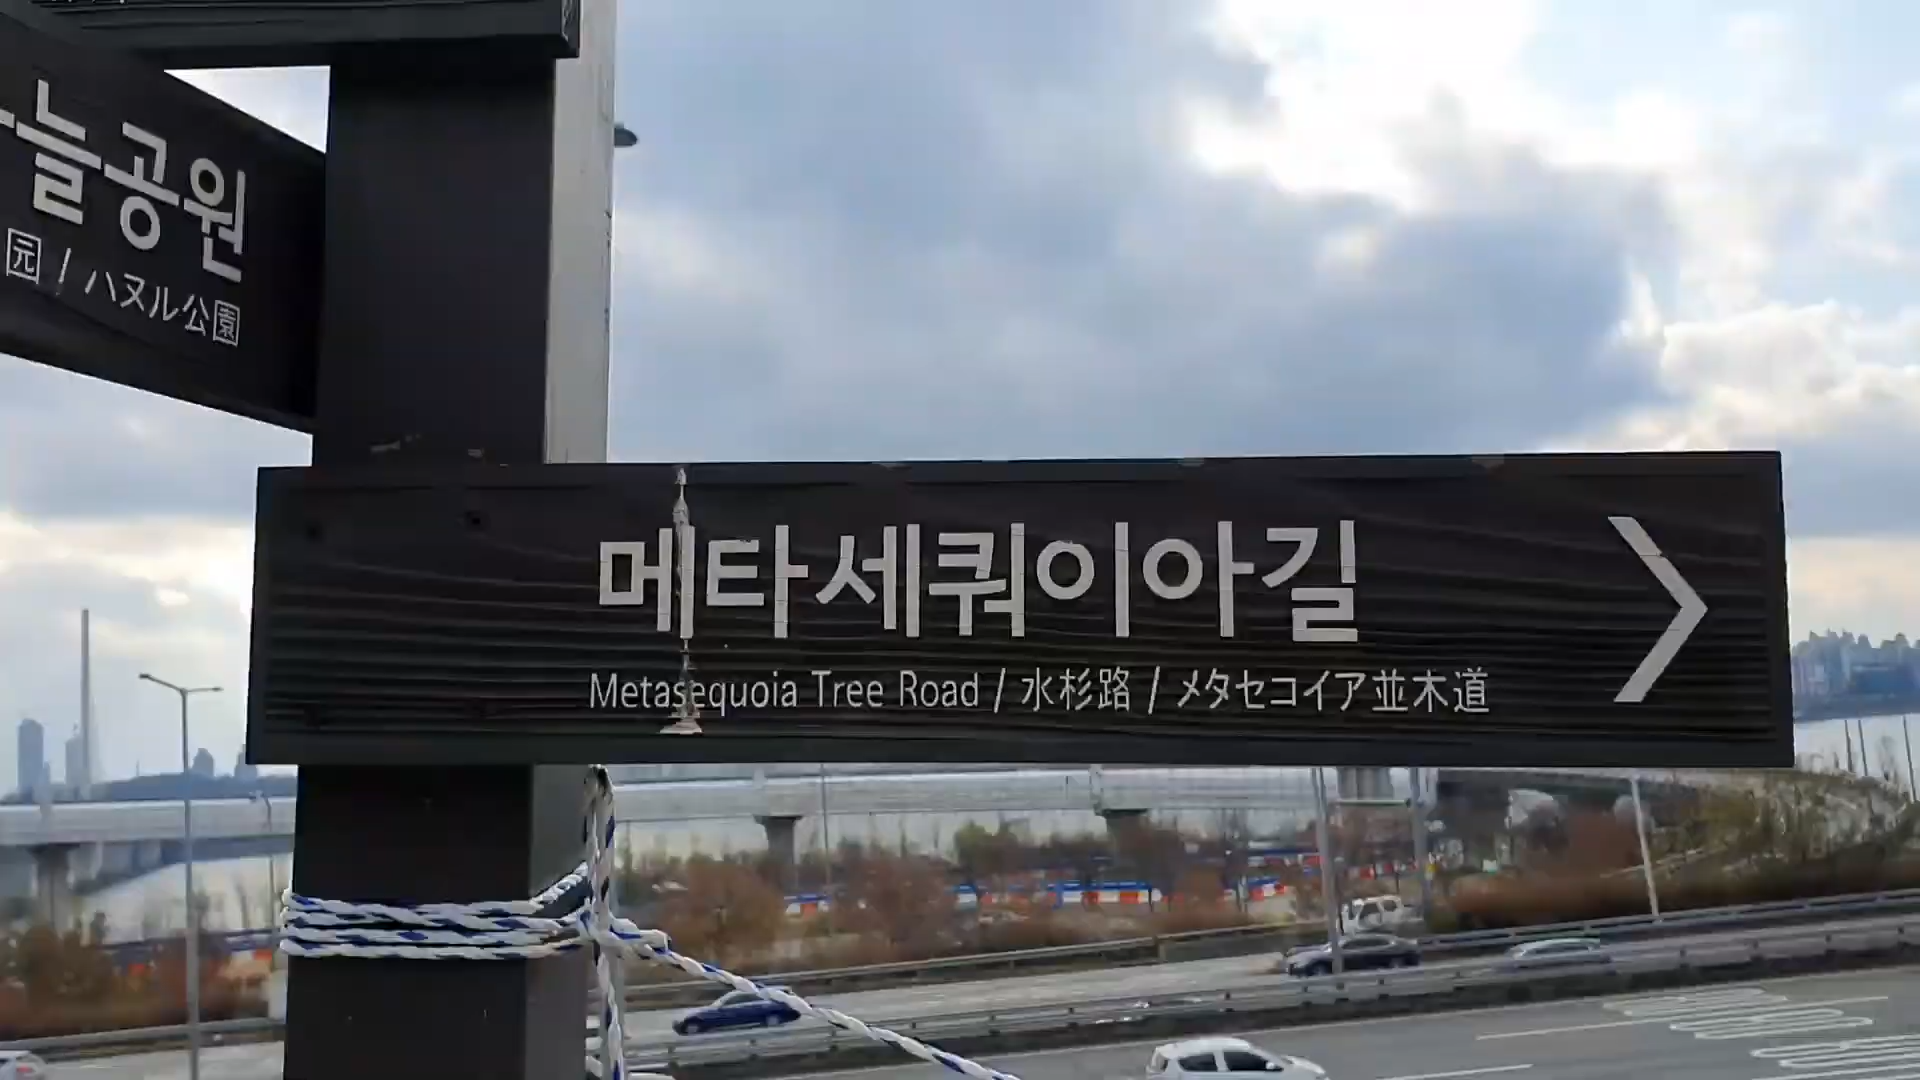 늘공원
园 / ハヌル公園
메타세쿼이아길
Metasequoia Tree Road / 水杉路 / メタセコイア並木道